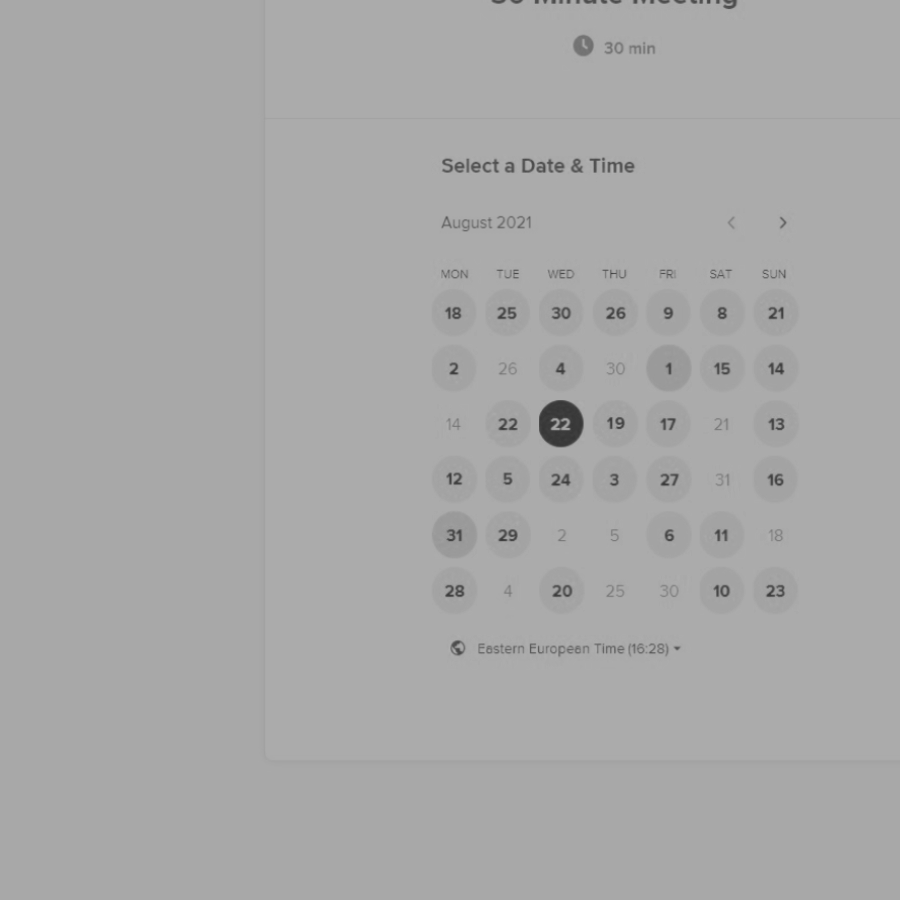 30 Minute Meeting
30 min
Select a Date & Time
August 2021
MON TUE WED THU FRI SAT SUN
18 25 30 26 9 8 21
2 26 4 30 1 15 14
14 22 22 19 17 21 13
12 5 24 3 27 31 16
31 29 2 5 6 11 18
28 4 20 25 30 10 23
Eastern European Time (16:28)